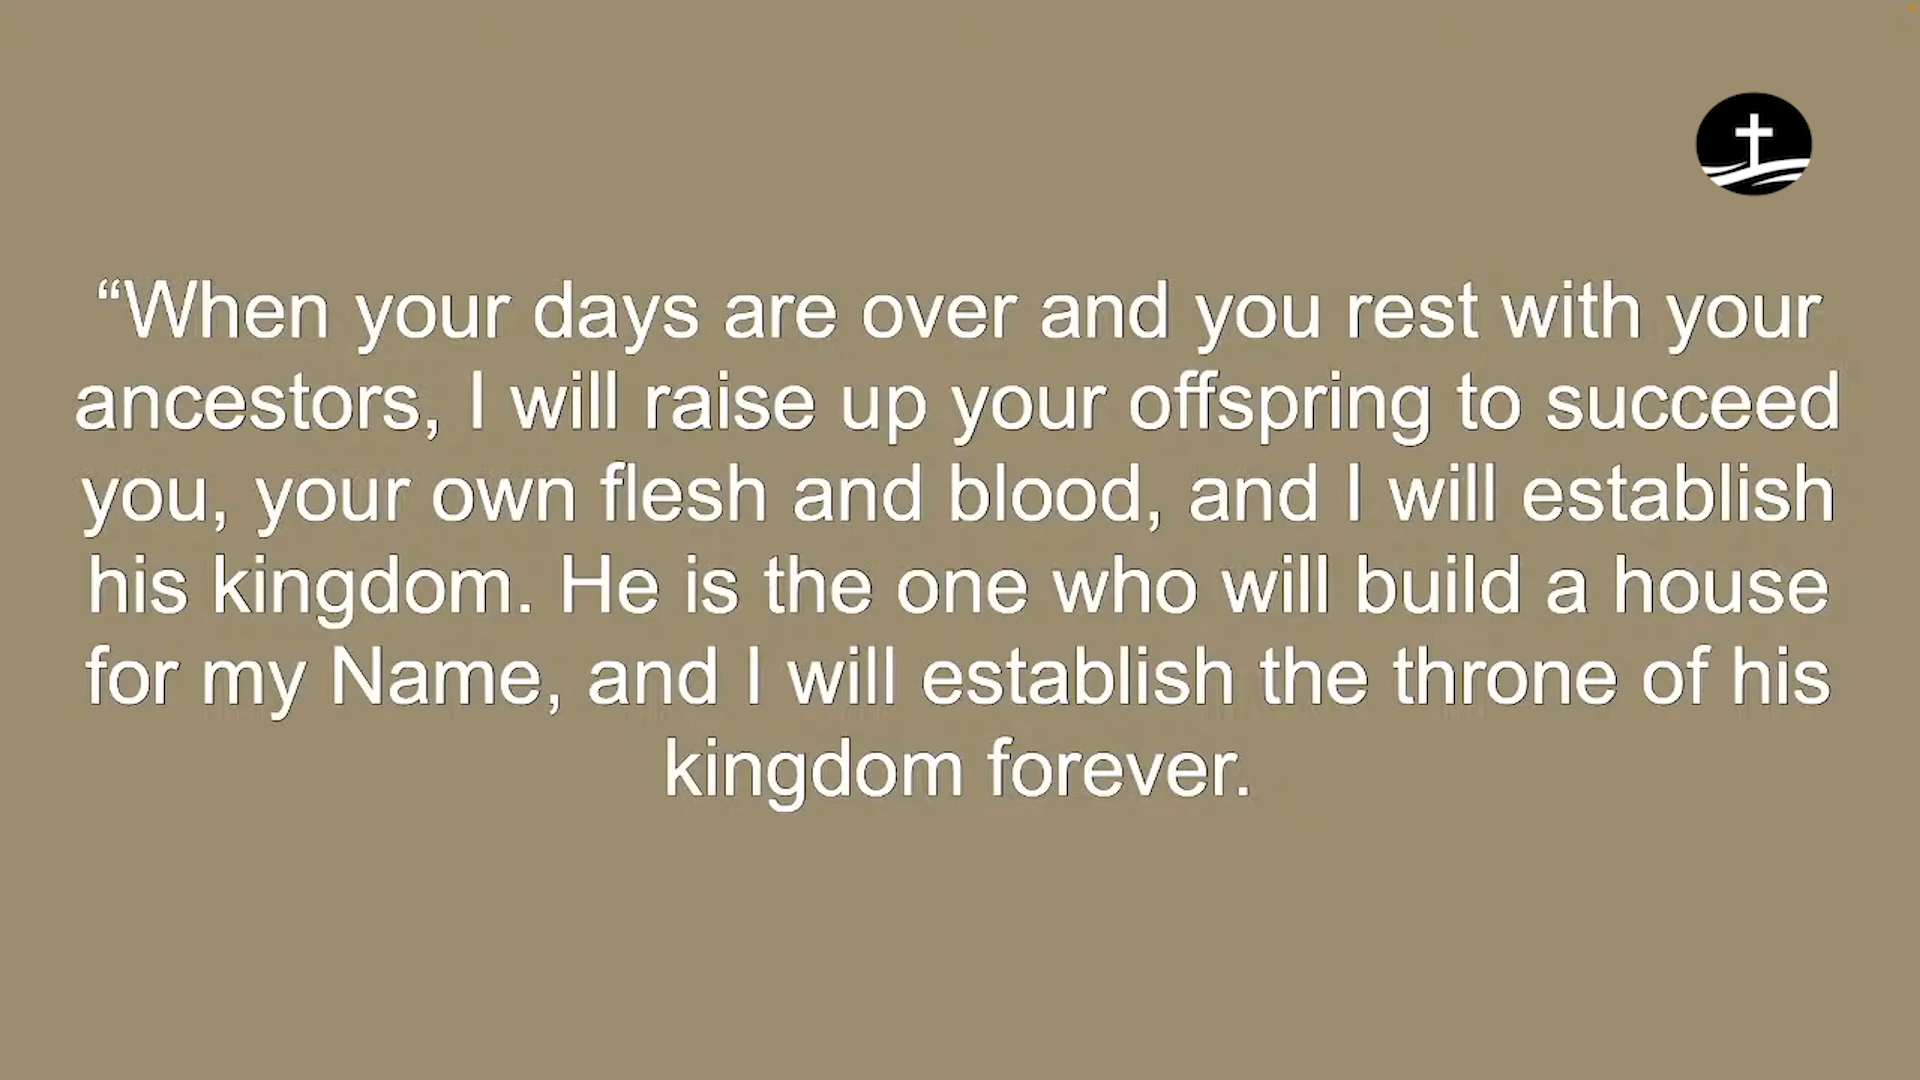 “When your days are over and you rest with your
ancestors, I will raise up your offspring to succeed
you, your own flesh and blood, and I will establish
his kingdom. He is the one who will build a house
for my Name, and I will establish the throne of his
kingdom forever.